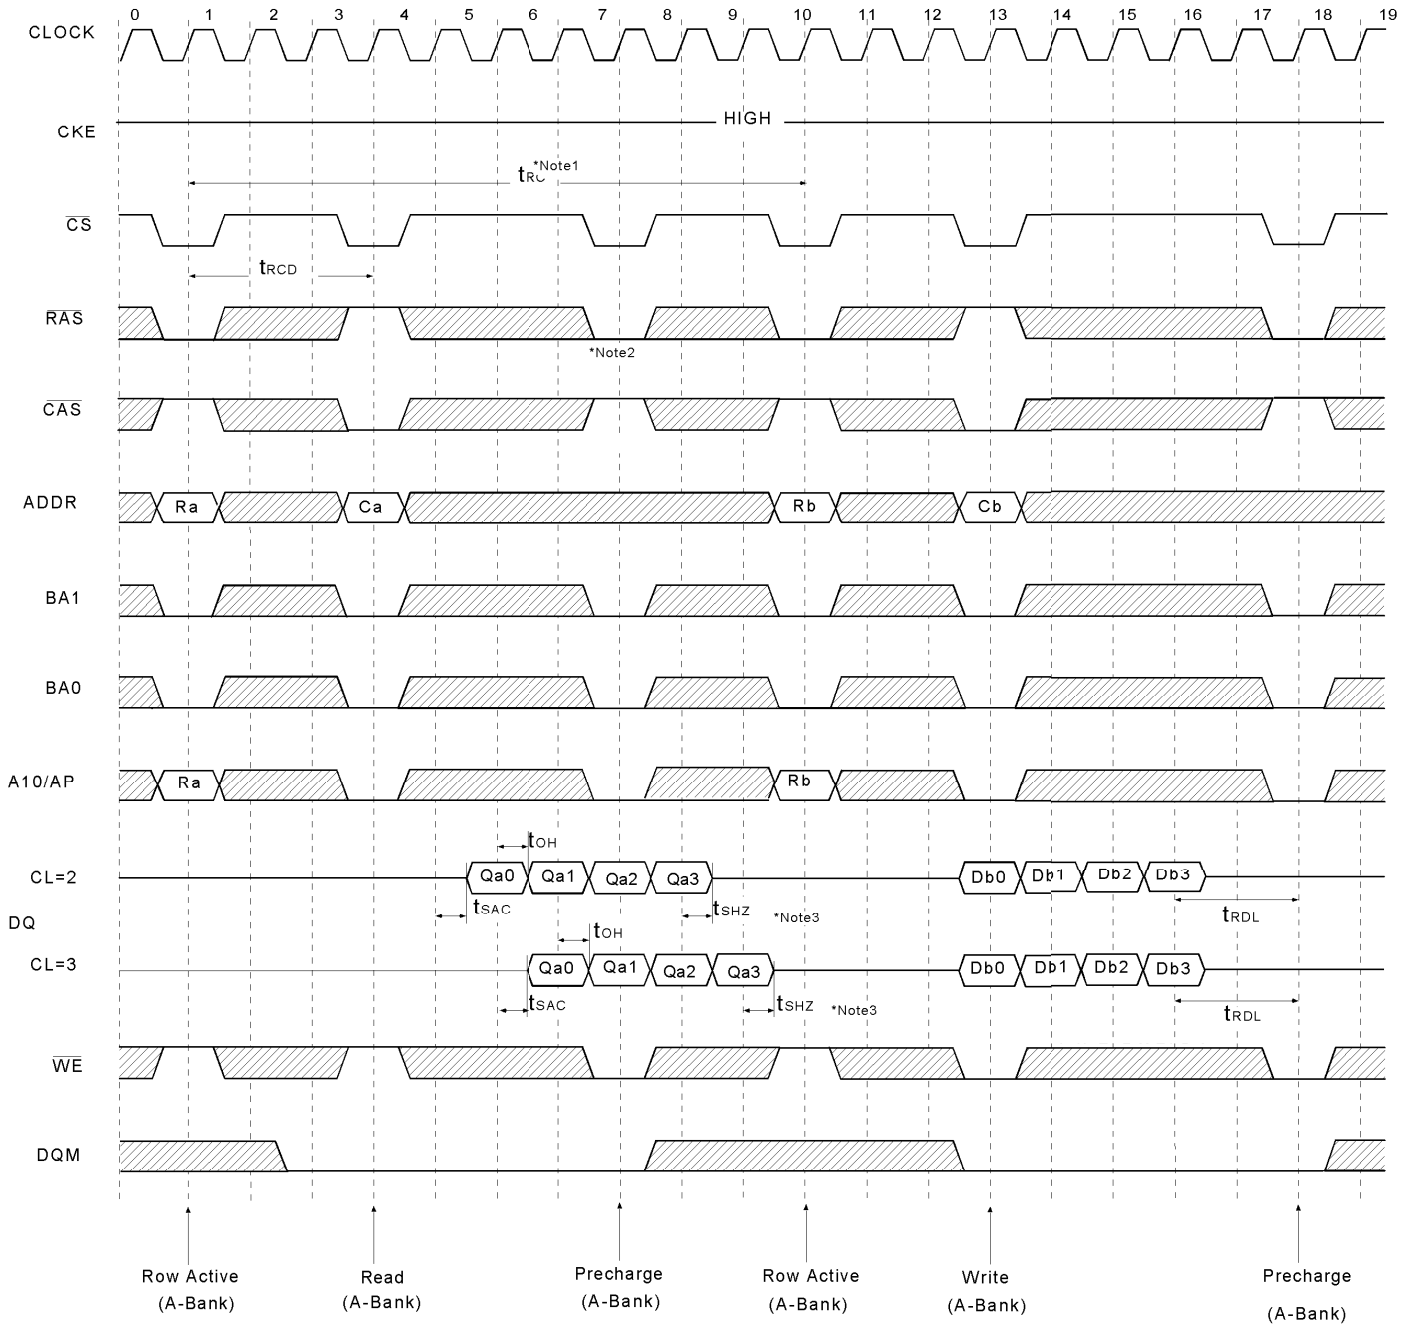 0 1 2 3 4 5 6 7 8 9 10 11 12 13 14 15 16 17 18 19
CLOCK
CKE
HIGH
tRC *Note1
CS
tRCD
RAS
*Note2
CAS
ADDR
Ra Ca Rb Cb
BA1
BA0
A10/AP
Ra Rb
tOH
CL=2
Qa0 Qa1 Qa2 Qa3 Db0 Db1 Db2 Db3
tSAC tSHZ *Note3 tRDL
DQ
tOH
CL=3
Qa0 Qa1 Qa2 Qa3 Db0 Db1 Db2 Db3
tSAC tSHZ *Note3 tRDL
WE
DQM
Row Active Read Precharge Row Active Write Precharge
(A-Bank) (A-Bank) (A-Bank) (A-Bank) (A-Bank) (A-Bank)